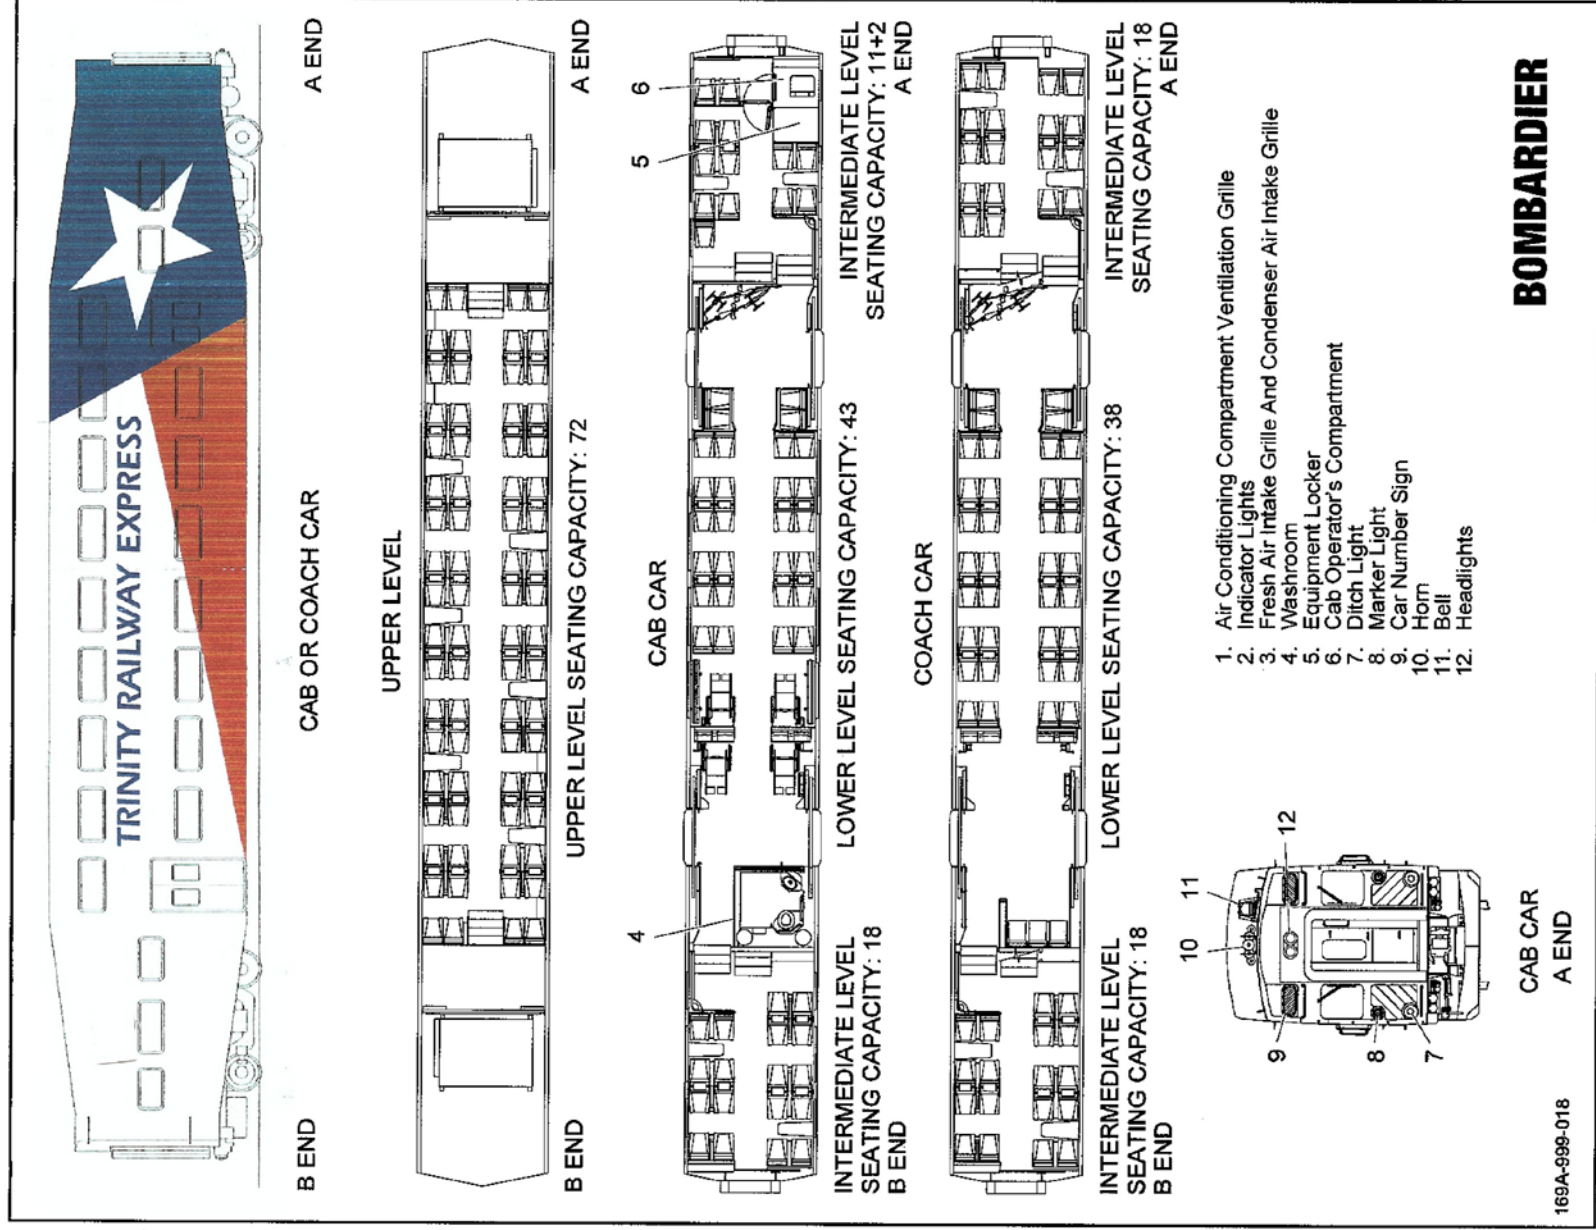 TRINITY RAILWAY EXPRESS
B END
CAB OR COACH CAR
A END
UPPER LEVEL
B END
UPPER LEVEL SEATING CAPACITY: 72
A END
CAB CAR
4
5
6
INTERMEDIATE LEVEL
SEATING CAPACITY: 18
B END
LOWER LEVEL SEATING CAPACITY: 43
INTERMEDIATE LEVEL
SEATING CAPACITY: 11+2
A END
COACH CAR
INTERMEDIATE LEVEL
SEATING CAPACITY: 18
B END
LOWER LEVEL SEATING CAPACITY: 38
INTERMEDIATE LEVEL
SEATING CAPACITY: 18
A END
10
11
12
9
8
7
CAB CAR
A END
1. Air Conditioning Compartment Ventilation Grille
2. Indicator Lights
3. Fresh Air Intake Grille And Condenser Air Intake Grille
4. Washroom
5. Equipment Locker
6. Cab Operator's Compartment
7. Ditch Light
8. Marker Light
9. Car Number Sign
10. Horn
11. Bell
12. Headlights
BOMBARDIER
169A-999-018